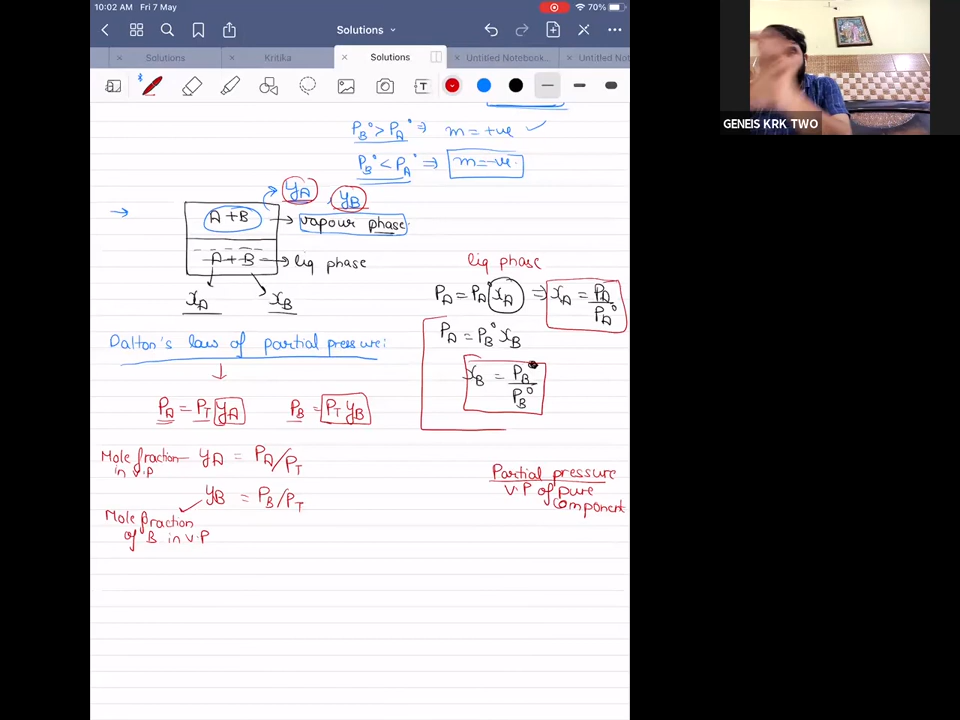 10:02 AM Fri 7 May
70%
Solutions
Solutions
Kritika
Solutions
Untitled Notebook...
Untitled Not
T
GENEIS KRK TWO
P_B° > P_A° ⇒ m = +ve ✓
P_B° < P_A° ⇒ m = -ve.
→ y_A , y_B
A + B → vapour phase.
A + B → liq phase
x_A x_B
liq phase
P_A = P_A° x_A ⇒ x_A = P_A / P_A°
P_A = P_B° x_B
x_B = P_B / P_B°
Dalton's law of partial pressure:
↓
P_A = P_T y_A P_B = P_T y_B
Mole fraction in V.P y_A = P_A/P_T
y_B = P_B/P_T
Mole fraction
of B in V.P
Partial pressure
V.P of pure
component